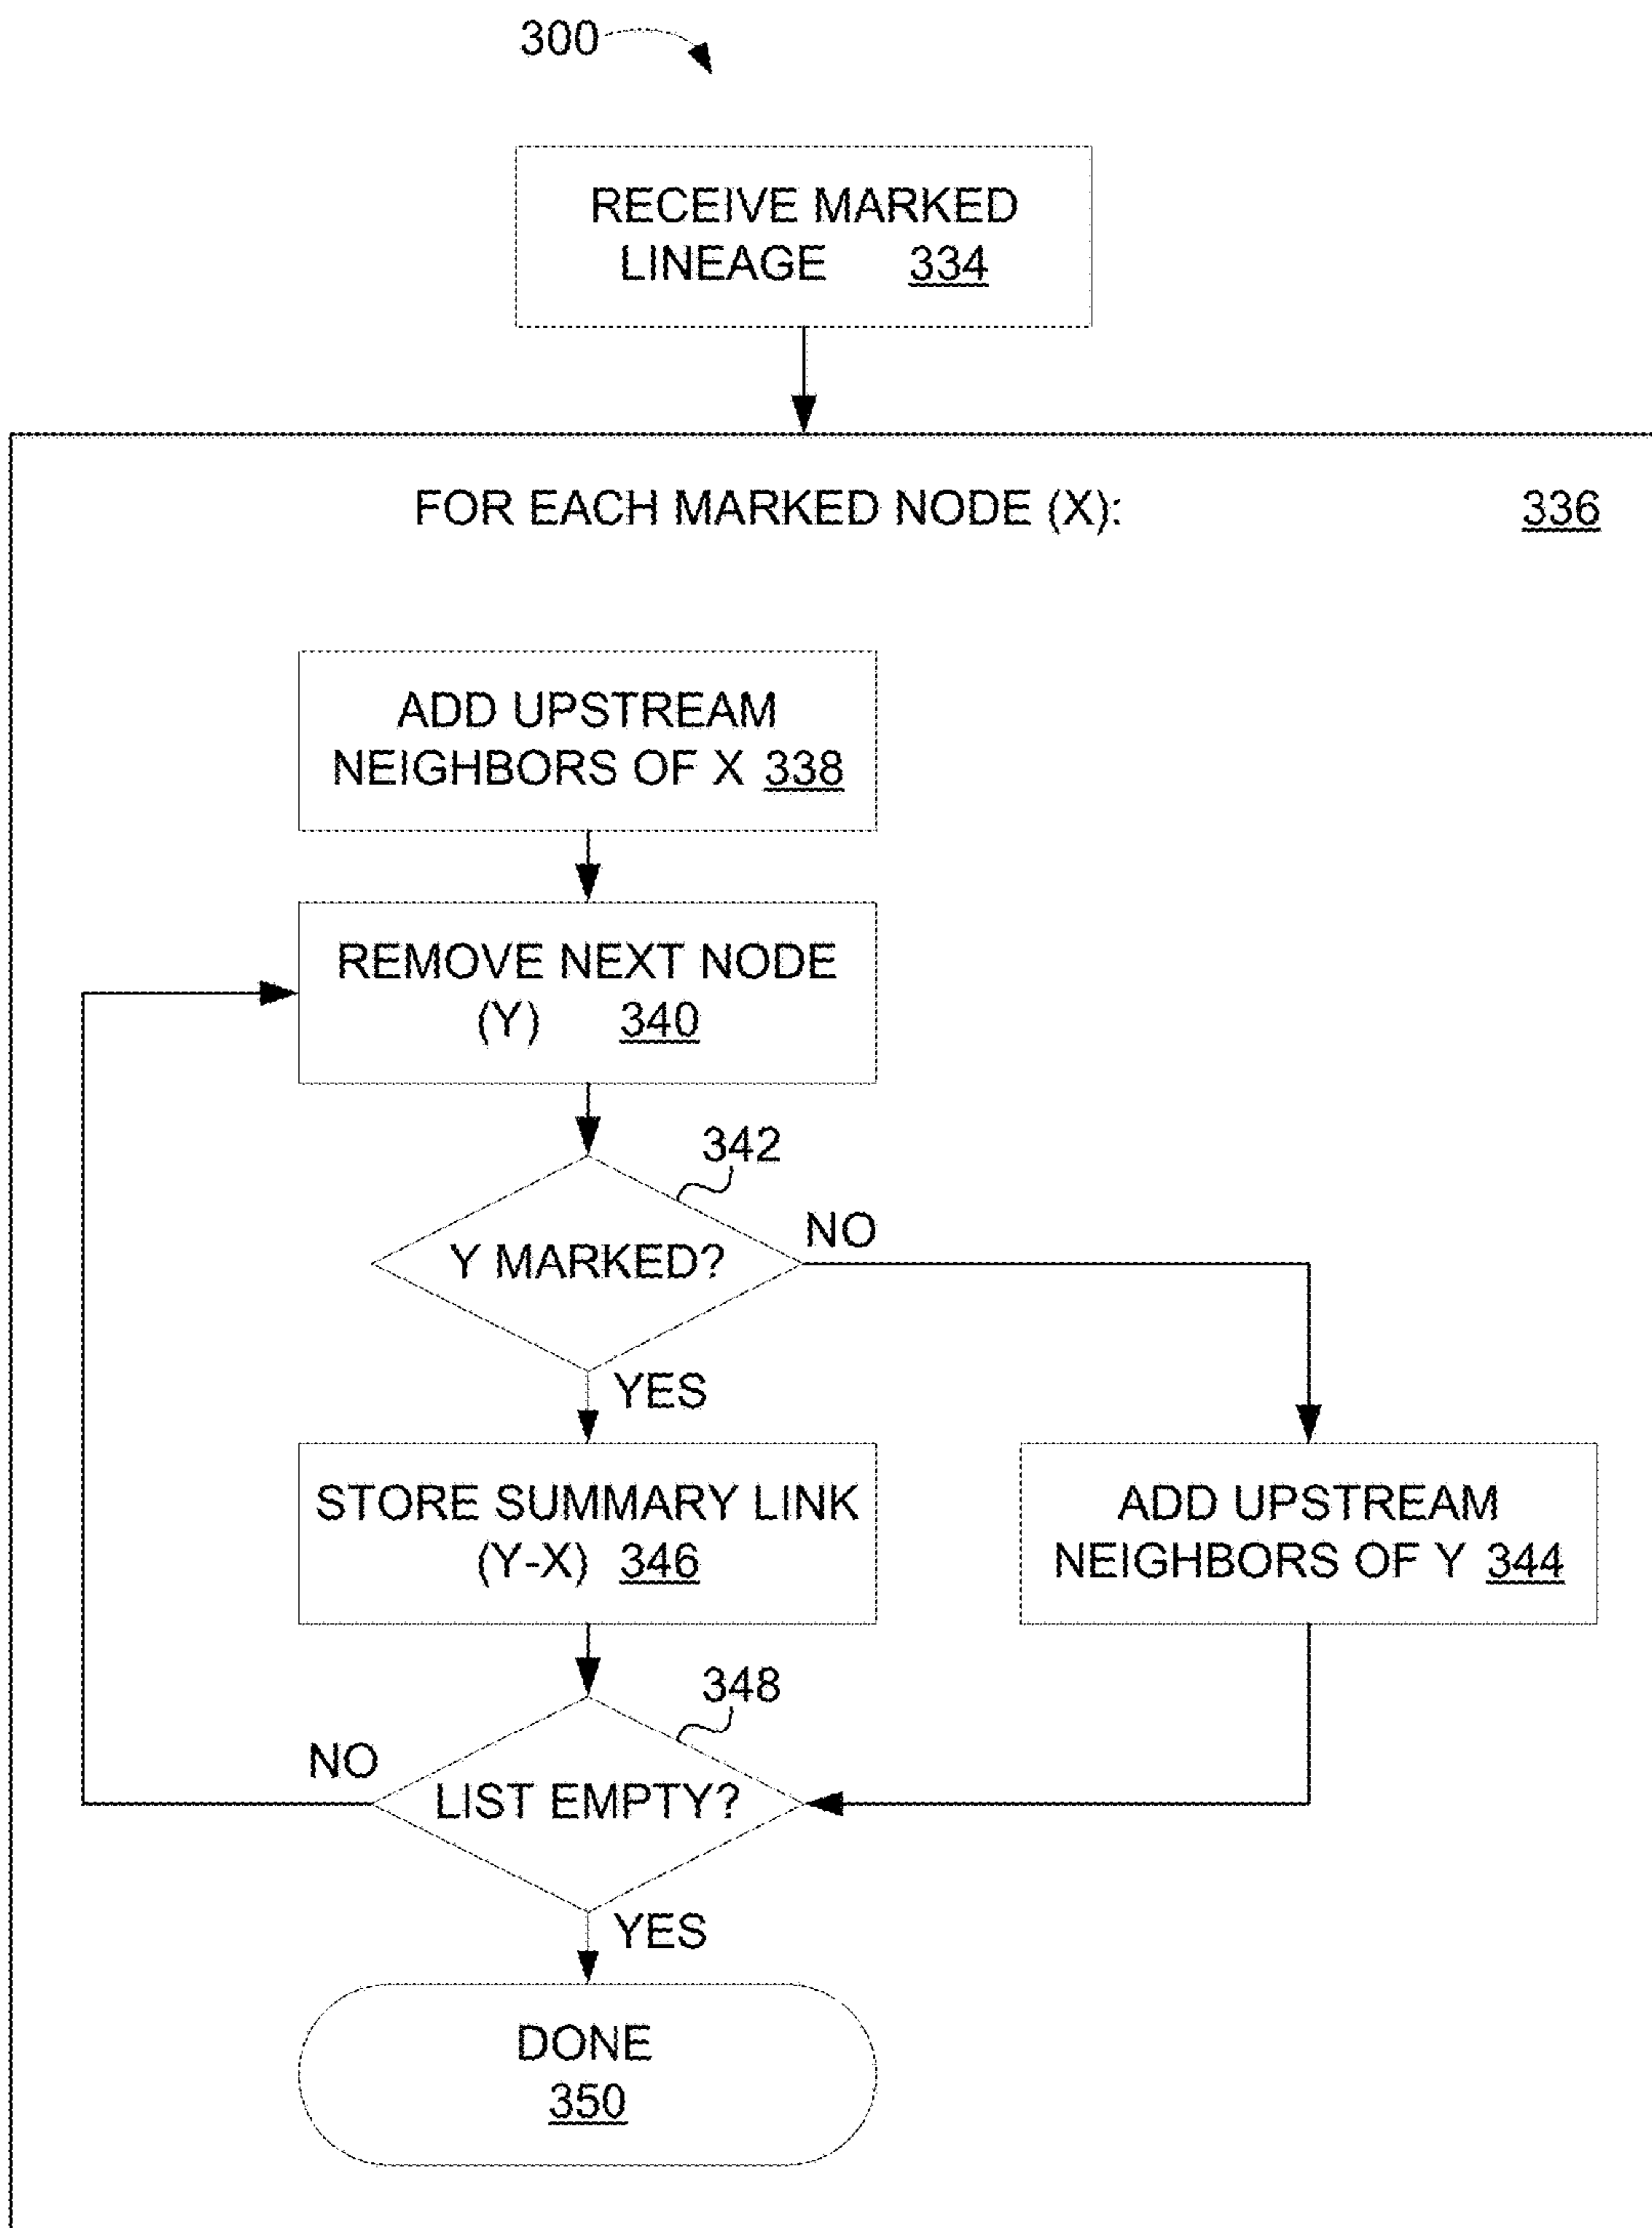 300
RECEIVE MARKED
LINEAGE 334
FOR EACH MARKED NODE (X): 336
ADD UPSTREAM
NEIGHBORS OF X 338
REMOVE NEXT NODE
(Y) 340
342
Y MARKED?
NO
YES
STORE SUMMARY LINK
(Y-X) 346
ADD UPSTREAM
NEIGHBORS OF Y 344
348
NO
LIST EMPTY?
YES
DONE
350